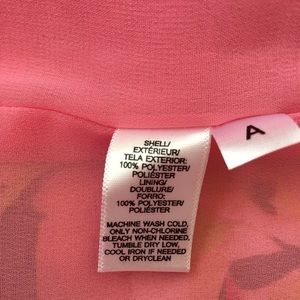 SHELL/
EXTÉRIEUR/
TELA EXTERIOR:
100% POLYESTER/
POLIÉSTER
LINING/
DOUBLURE/
FORRO:
100% POLYESTER/
POLIÉSTER
MACHINE WASH COLD,
ONLY NON-CHLORINE
BLEACH WHEN NEEDED,
TUMBLE DRY LOW,
COOL IRON IF NEEDED
OR DRYCLEAN
A